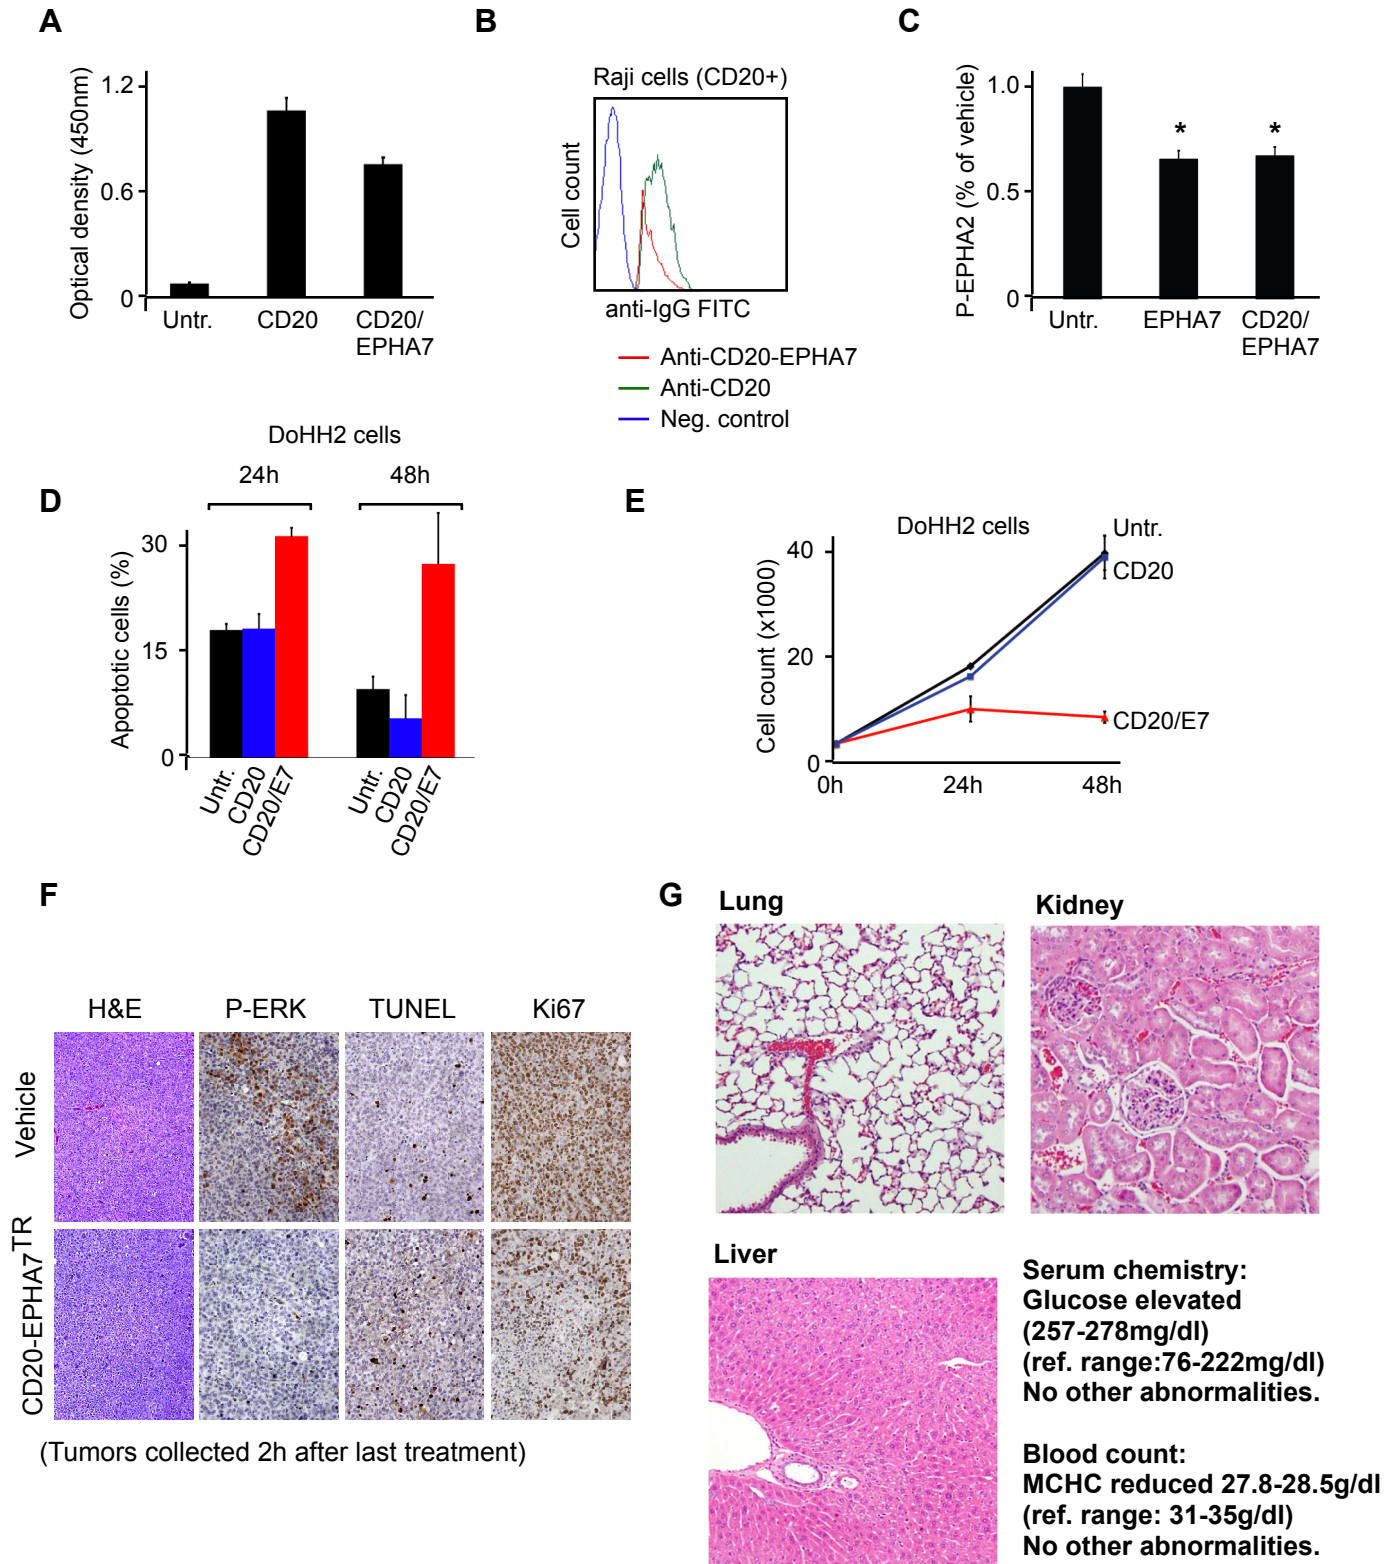 A
Optical density (450nm)
1.2
0.6
0
Untr.
CD20
CD20/
EPHA7
B
Raji cells (CD20+)
Cell count
anti-IgG FITC
Anti-CD20-EPHA7
Anti-CD20
Neg. control
C
P-EPHA2 (% of vehicle)
1.0
0.5
0
*
*
Untr.
EPHA7
CD20/
EPHA7
D
DoHH2 cells
24h
48h
Apoptotic cells (%)
30
15
0
Untr.
CD20
CD20/E7
Untr.
CD20
CD20/E7
E
DoHH2 cells
Cell count (x1000)
40
20
0
0h
24h
48h
Untr.
CD20
CD20/E7
F
H&E
P-ERK
TUNEL
Ki67
Vehicle
CD20-EPHA7TR
(Tumors collected 2h after last treatment)
G
Lung
Kidney
Liver
Serum chemistry:
Glucose elevated
(257-278mg/dl)
(ref. range:76-222mg/dl)
No other abnormalities.
Blood count:
MCHC reduced 27.8-28.5g/dl
(ref. range: 31-35g/dl)
No other abnormalities.